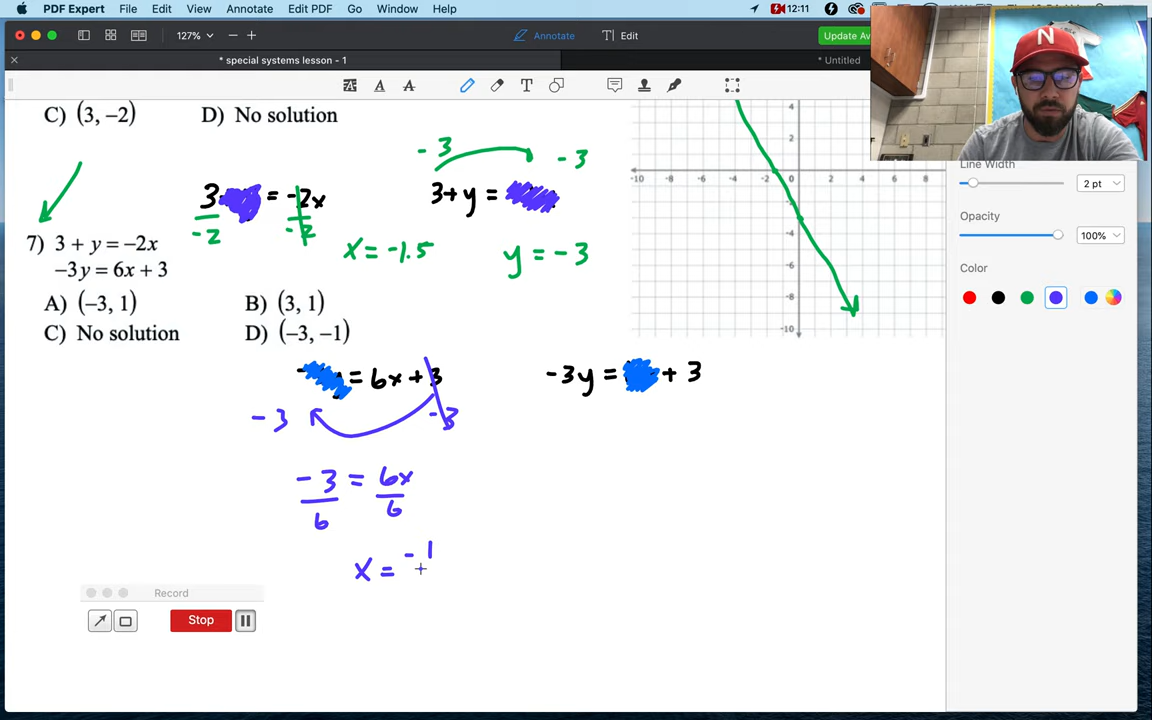 PDF Expert File Edit View Annotate Edit PDF Go Window Help 12:11
127% Annotate Edit Update
* special systems lesson - 1 * Untitled
C) (3, −2) D) No solution
-3 -3
3 = -2x
-2 -2
3+y =
x = -1.5 y = -3
7) 3 + y = −2x
−3y = 6x + 3
A) (−3, 1) B) (3, 1)
C) No solution D) (−3, −1)
= 6x + 3
-3 -3
-3y = + 3
-3 = 6x
6 6
x = -1
4
2
-10 -8 -6 -4 -2 0 2 4 6 8
-4
-6
-8
-10
Line Width
2 pt
Opacity
100%
Color
N
Record
Stop